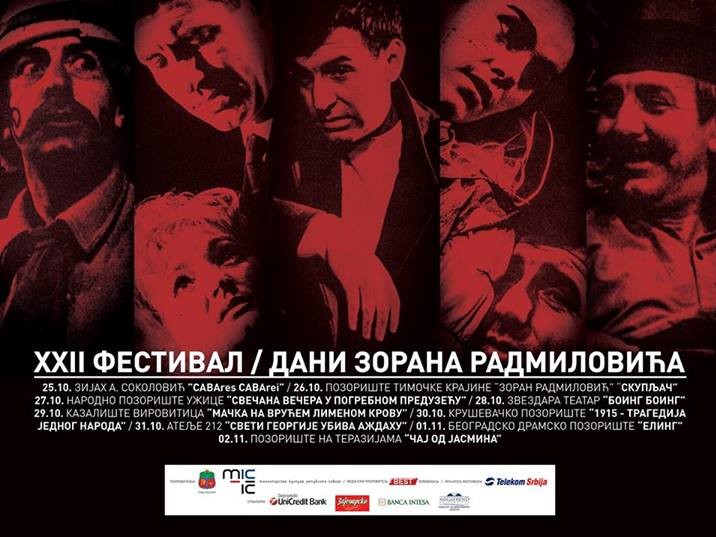 XXII ФЕСТИВАЛ / ДАНИ ЗОРАНА РАДМИЛОВИЋА
25.10. ЗИЈАХ А. СОКОЛОВИЋ "CABAres CABArei" / 26.10. ПОЗОРИШТЕ ТИМОЧКЕ КРАЈИНЕ "ЗОРАН РАДМИЛОВИЋ" "СКУПЉАЧ"
27.10. НАРОДНО ПОЗОРИШТЕ УЖИЦЕ "СВЕЧАНА ВЕЧЕРА У ПОГРЕБНОМ ПРЕДУЗЕЋУ" / 28.10. ЗВЕЗДАРА ТЕАТАР "БОИНГ БОИНГ"
29.10. КАЗАЛИШТЕ ВИРОВИТИЦА "МАЧКА НА ВРУЋЕМ ЛИМЕНОМ КРОВУ" / 30.10. КРУШЕВАЧКО ПОЗОРИШТЕ "1915 - ТРАГЕДИЈА
ЈЕДНОГ НАРОДА" / 31.10. АТЕЉЕ 212 "СВЕТИ ГЕОРГИЈЕ УБИВА АЖДАХУ" / 01.11. БЕОГРАДСКО ДРАМСКО ПОЗОРИШТЕ "ЕЛИНГ"
02.11. ПОЗОРИШТЕ НА ТЕРАЗИЈАМА "ЧАЈ ОД ЈАСМИНА"
MIC
IC
BEST
Telekom Srbija
UniCredit Bank
Зајечарско
BANCA INTESA
MEGATREND